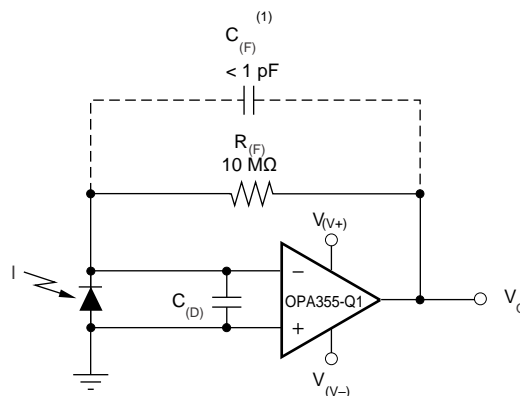 C(F)(1)
< 1 pF
R(F)
10 MΩ
V(V+)
I
−
C(D)
OPA355-Q1
+
V(V−)